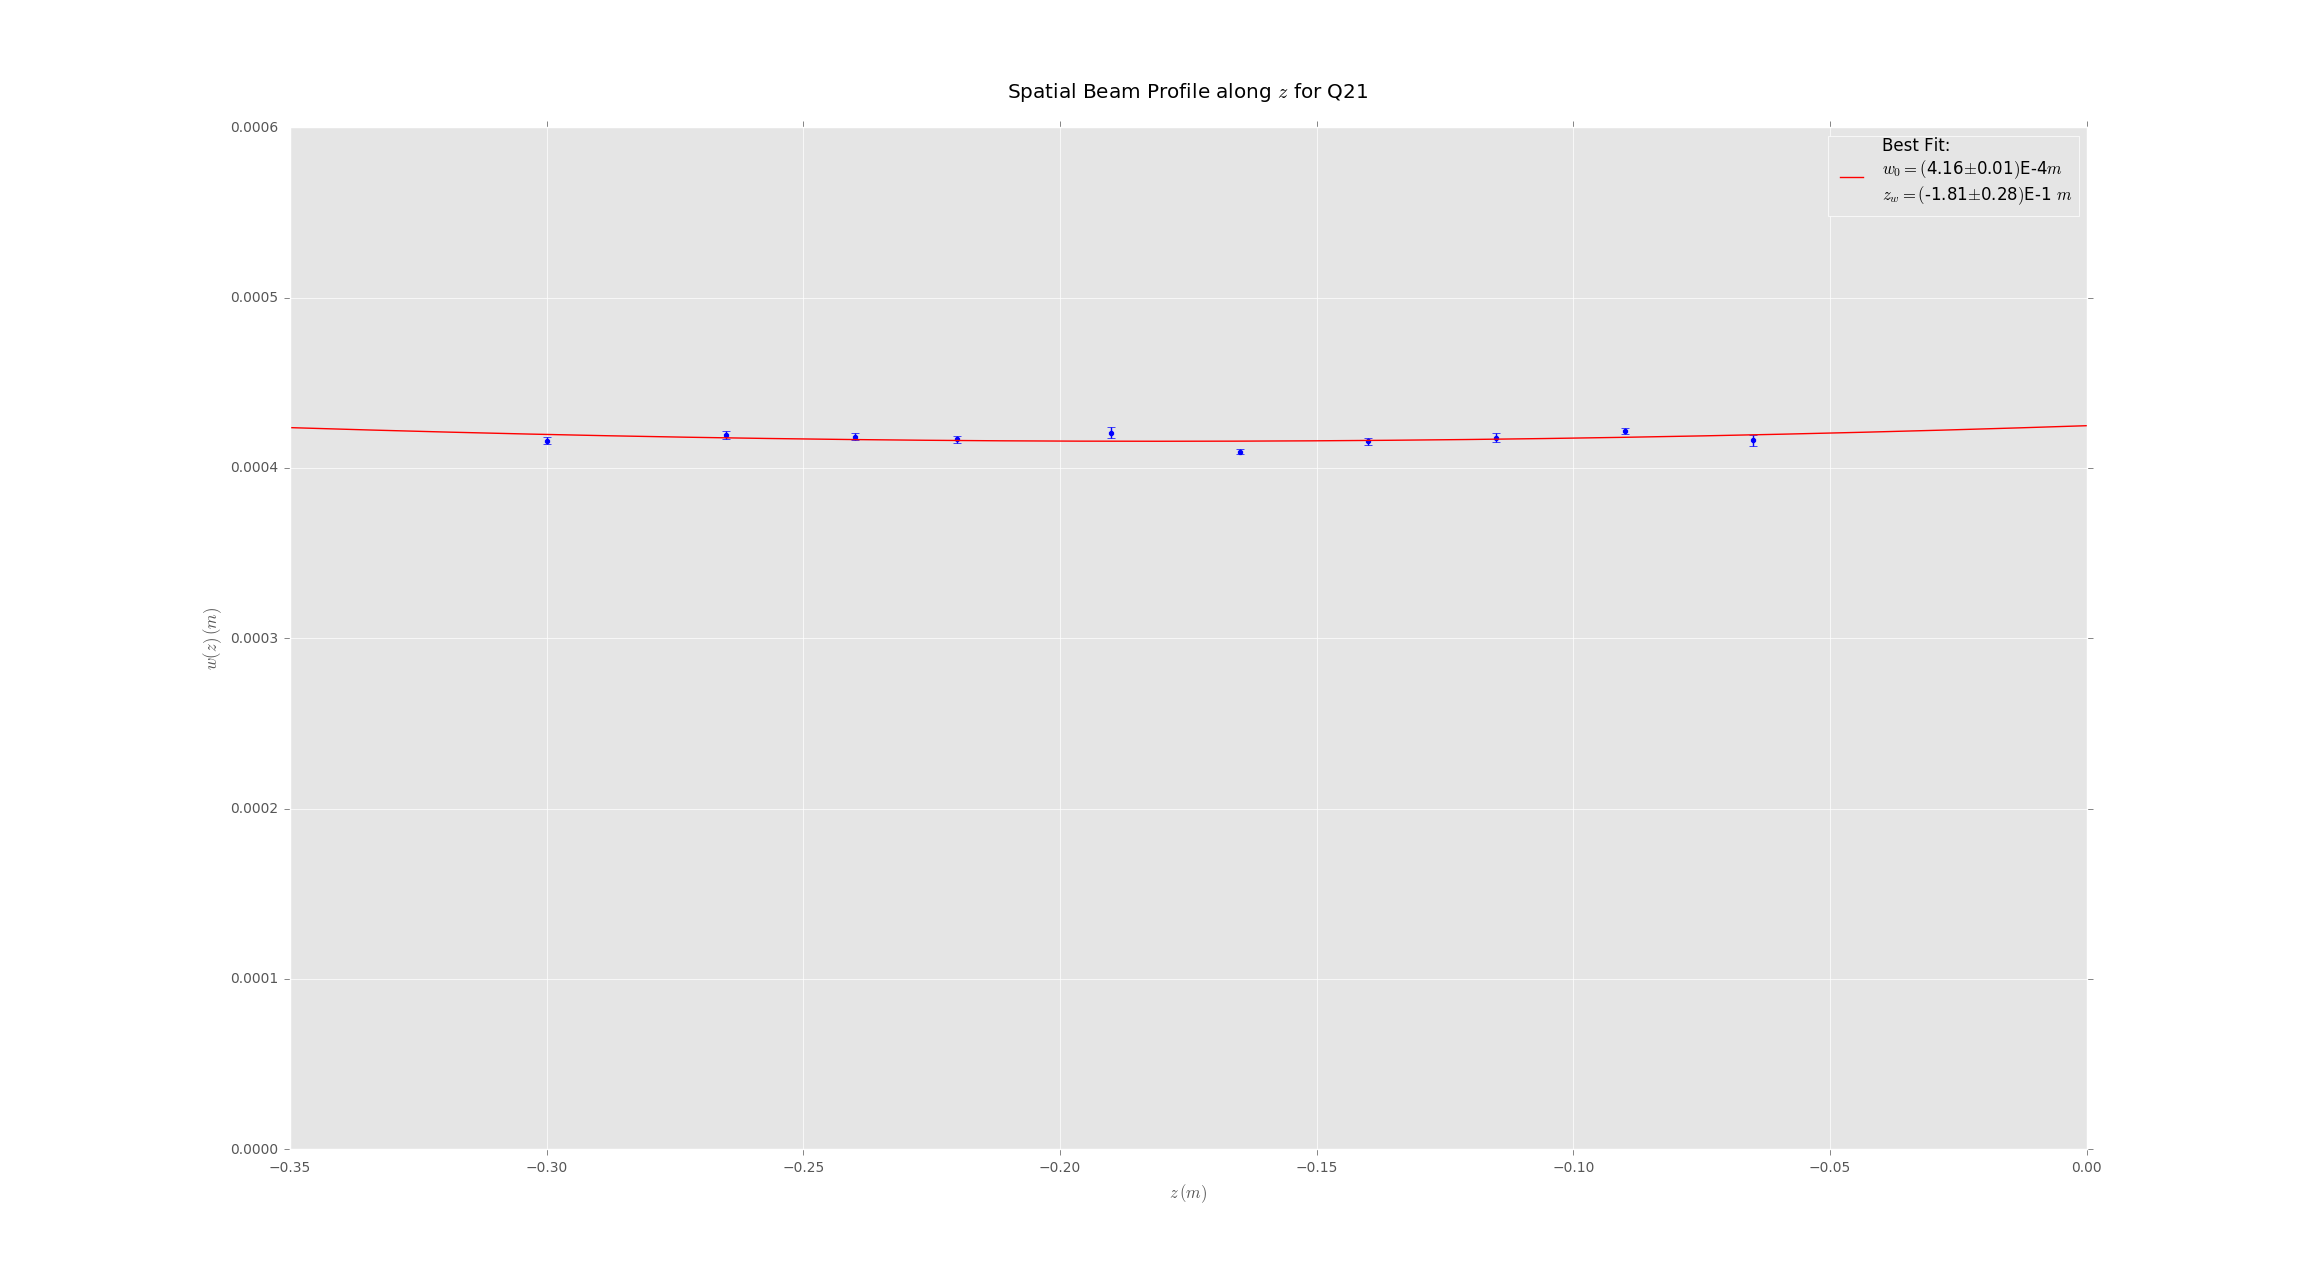 Spatial Beam Profile along z for Q21
0.0006
0.0005
0.0004
0.0003
0.0002
0.0001
0.0000
w(z) (m)
Best Fit:
w₀ = (4.16±0.01)E-4m
z_w = (-1.81±0.28)E-1 m
−0.35 −0.30 −0.25 −0.20 −0.15 −0.10 −0.05 0.00
z (m)